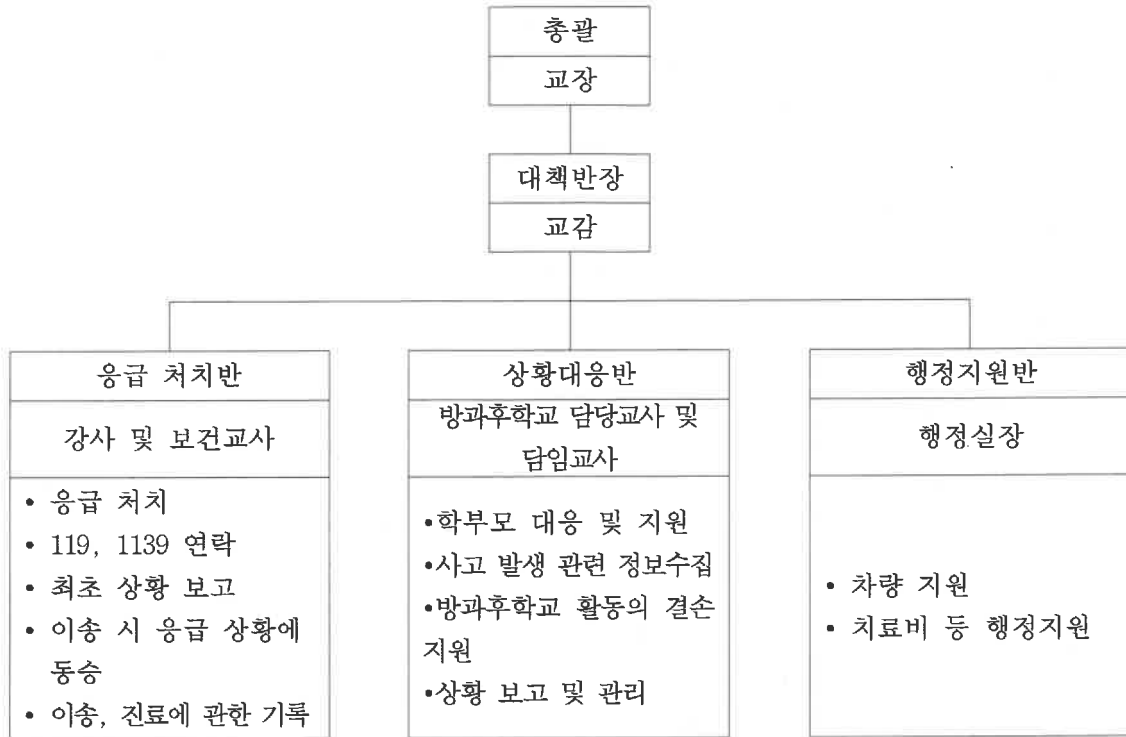 총괄
교장
대책반장
교감
응급 처치반
강사 및 보건교사
• 응급 처치
• 119, 1139 연락
• 최초 상황 보고
• 이송 시 응급 상황에
동승
• 이송, 진료에 관한 기록
상황대응반
방과후학교 담당교사 및
담임교사
•학부모 대응 및 지원
•사고 발생 관련 정보수집
•방과후학교 활동의 결손
지원
•상황 보고 및 관리
행정지원반
행정실장
• 차량 지원
• 치료비 등 행정지원